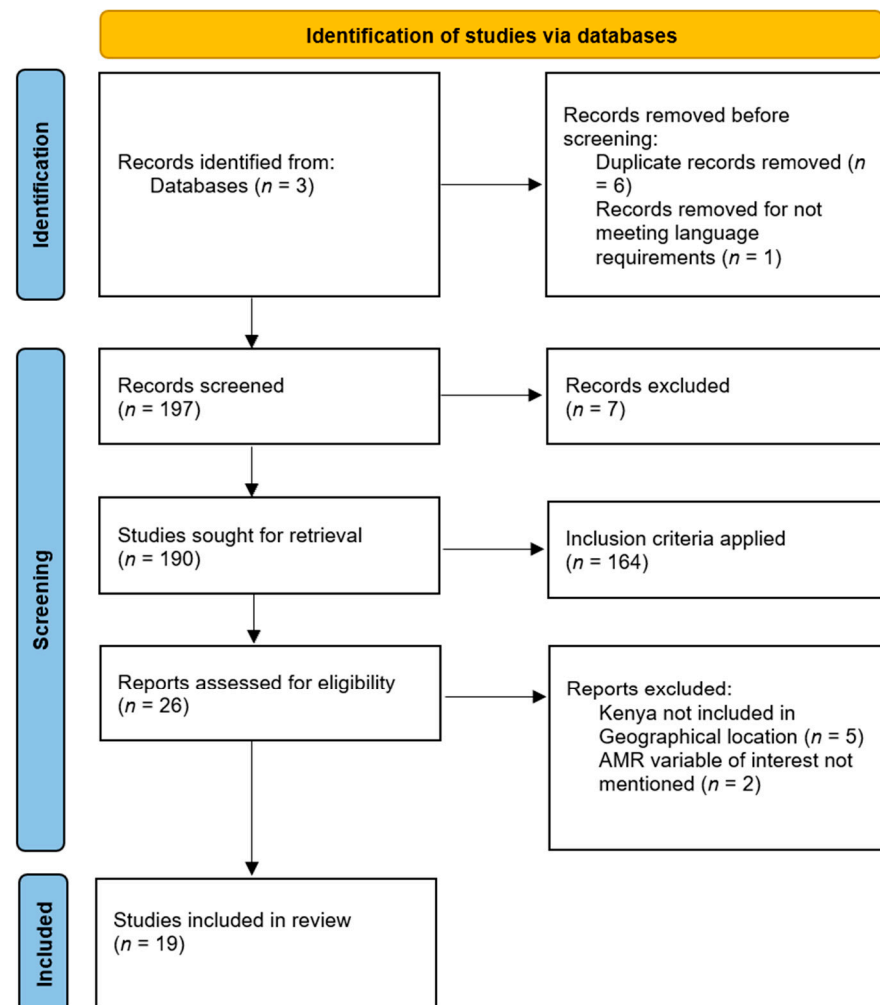 Identification of studies via databases
Identification
Records identified from:
Databases (n = 3)
Records removed before
screening:
Duplicate records removed (n
= 6)
Records removed for not
meeting language
requirements (n = 1)
Screening
Records screened
(n = 197)
Records excluded
(n = 7)
Studies sought for retrieval
(n = 190)
Inclusion criteria applied
(n = 164)
Reports assessed for eligibility
(n = 26)
Reports excluded:
Kenya not included in
Geographical location (n = 5)
AMR variable of interest not
mentioned (n = 2)
Included
Studies included in review
(n = 19)